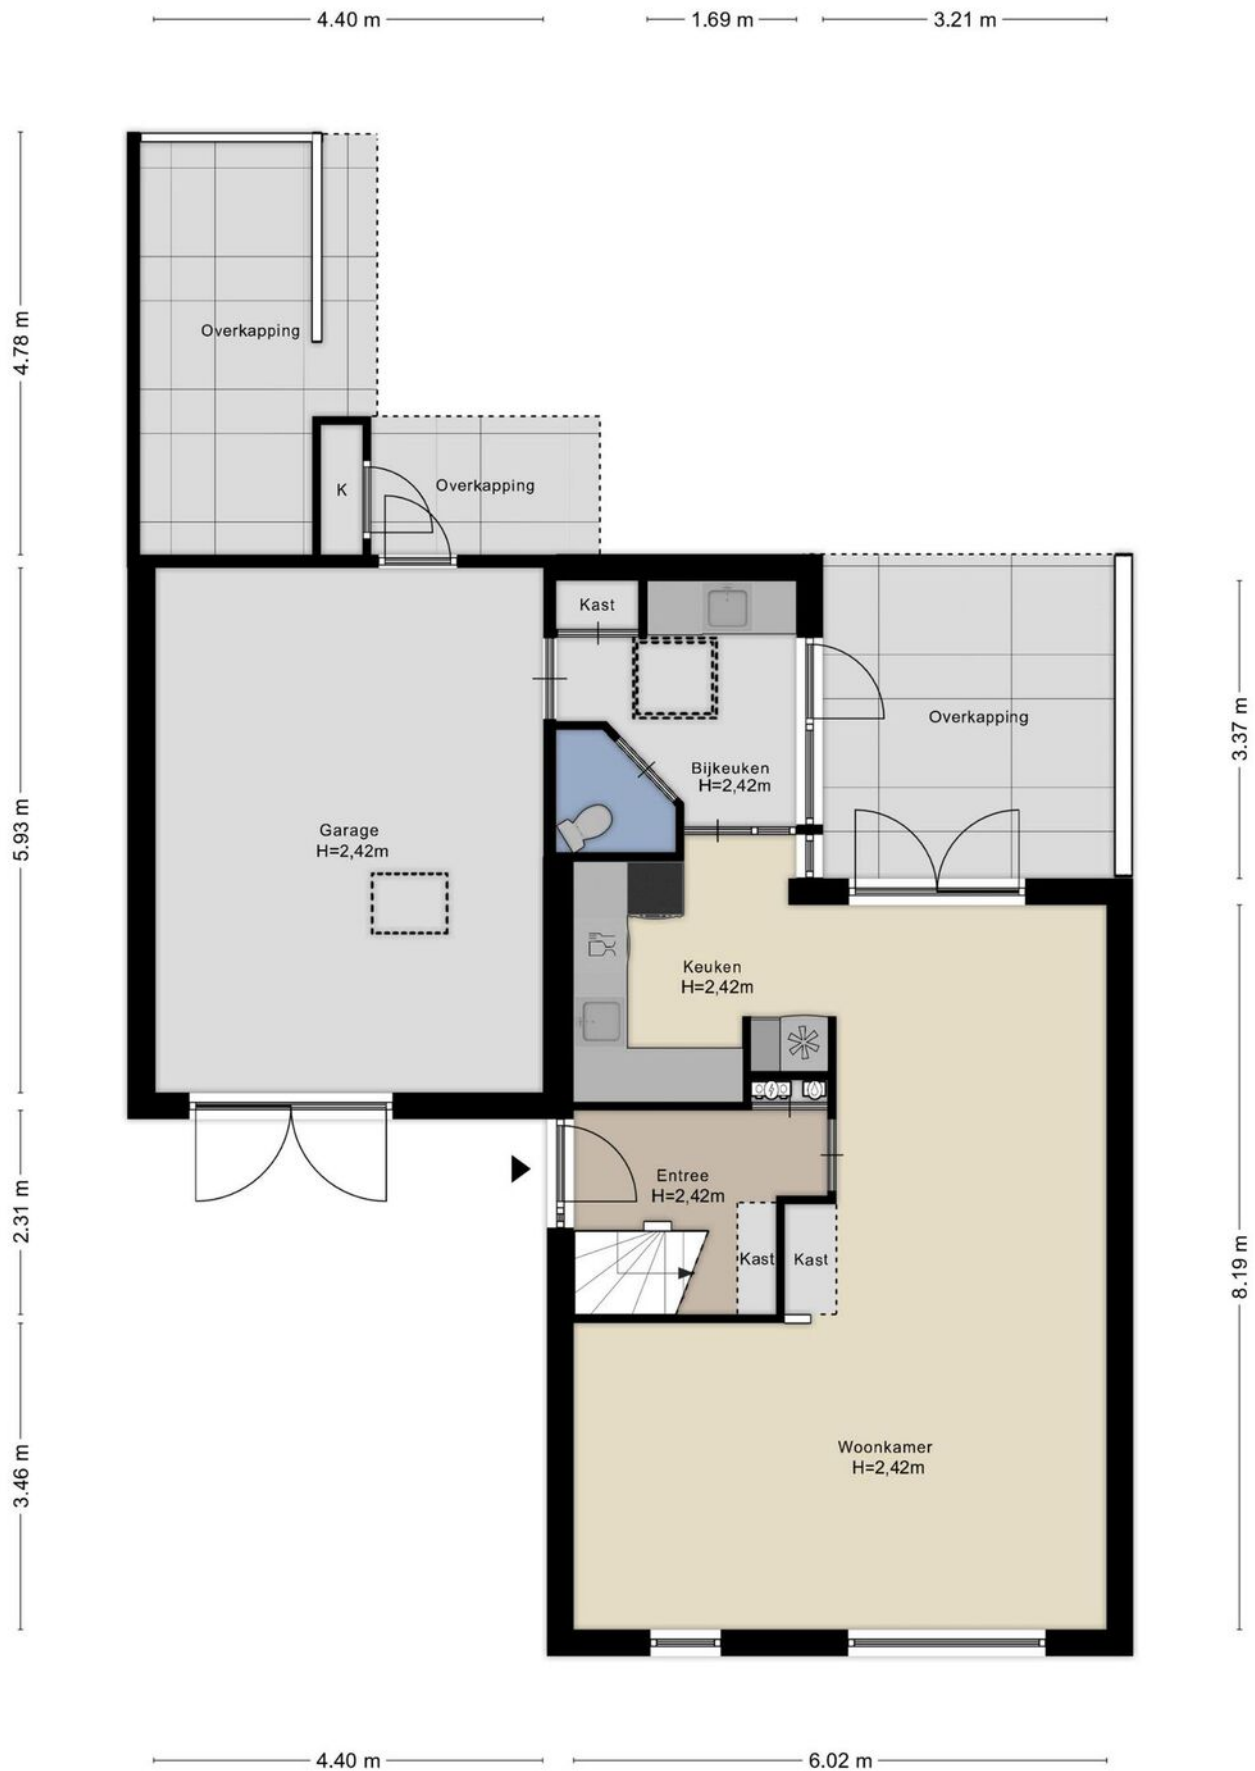 4.40 m
1.69 m
3.21 m
4.78 m
Overkapping
K
Overkapping
Kast
5.93 m
Garage
H=2,42m
Bijkeuken
H=2,42m
Overkapping
3.37 m
Keuken
H=2,42m
2.31 m
Entree
H=2,42m
Kast
Kast
8.19 m
3.46 m
Woonkamer
H=2,42m
4.40 m
6.02 m